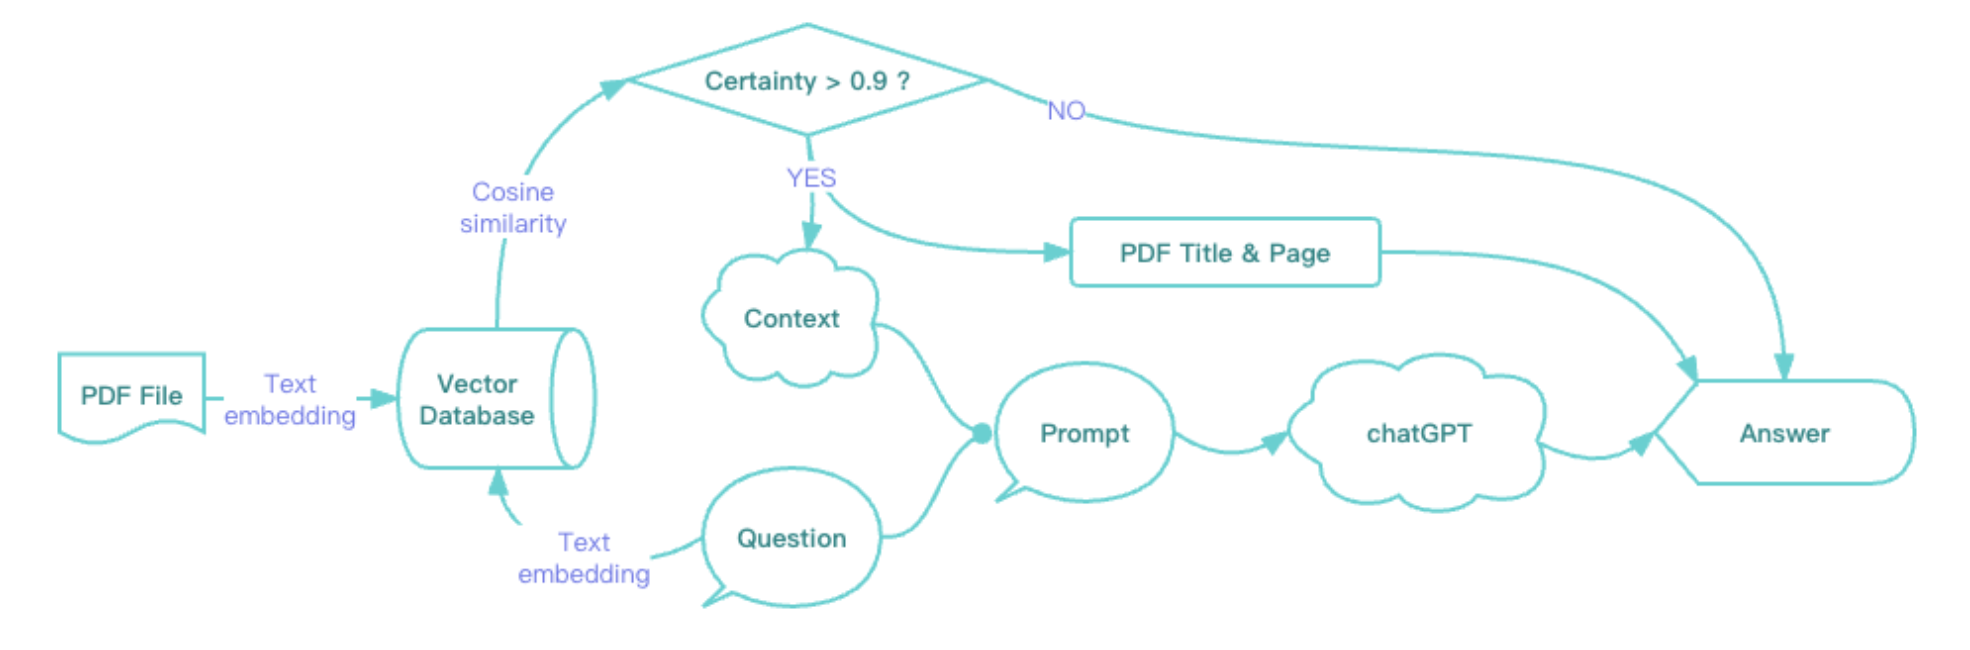 Certainty > 0.9 ?
NO
YES
Cosine
similarity
PDF Title & Page
Context
PDF File
Text
embedding
Vector
Database
Prompt
chatGPT
Answer
Question
Text
embedding